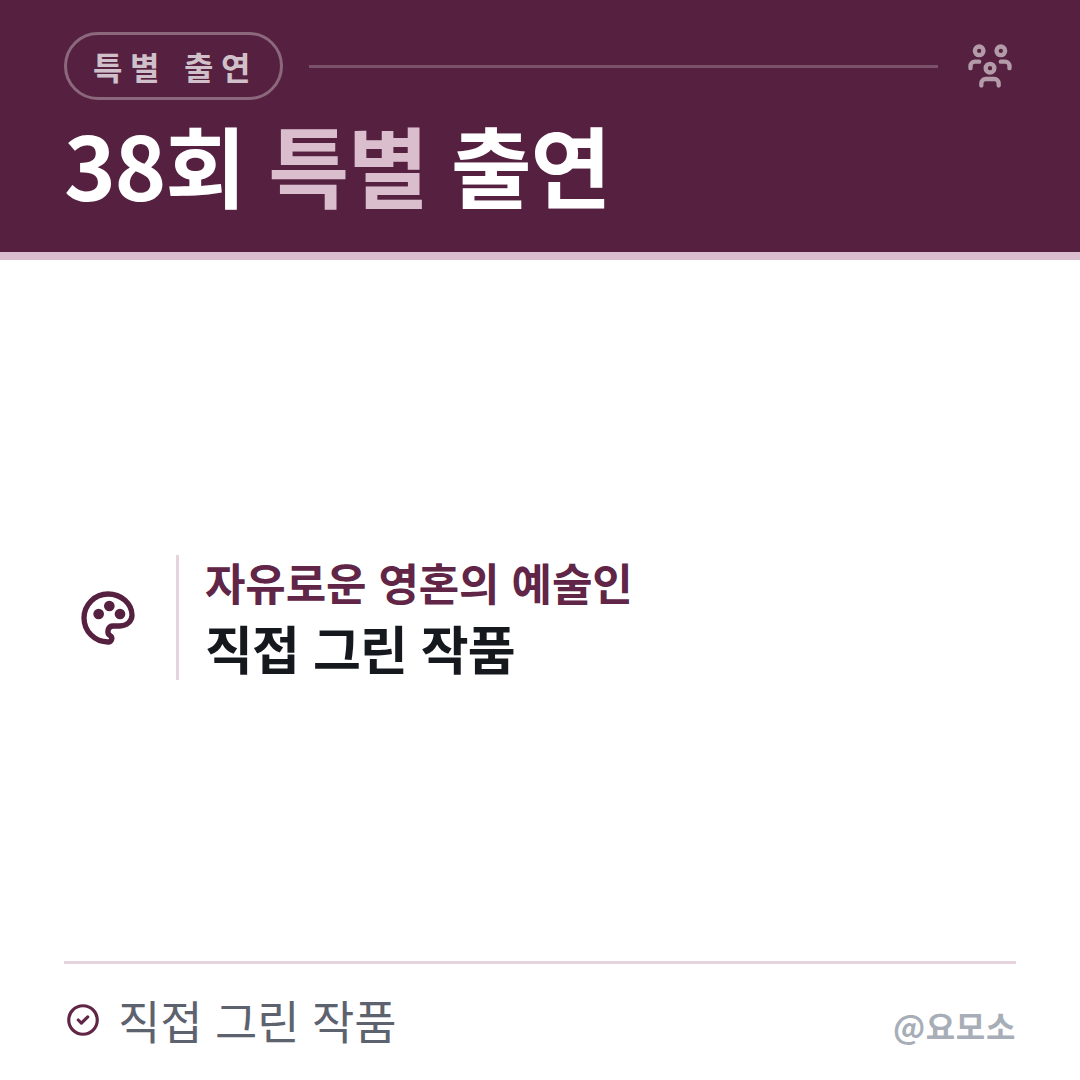 특별 출연
38회 특별 출연
자유로운 영혼의 예술인
직접 그린 작품
직접 그린 작품
@요모소